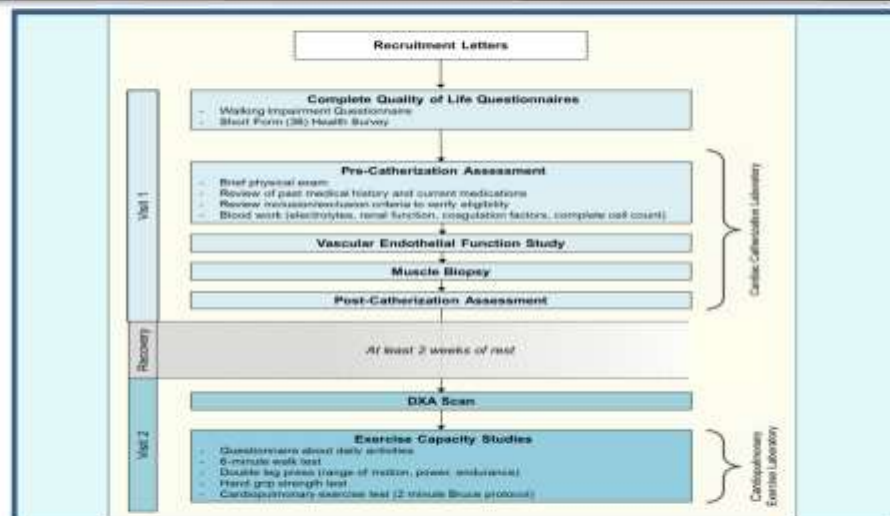 Recruitment Letters
Visit 1
Complete Quality of Life Questionnaires
- Walking Impairment Questionnaire
- Short Form (36) Health Survey
Pre-Catherization Assessment
- Brief physical exam
- Review of past medical history and current medications
- Review inclusion/exclusion criteria to verify eligibility
- Blood work (electrolytes, renal function, coagulation factors, complete cell count)
Vascular Endothelial Function Study
Muscle Biopsy
Post-Catherization Assessment
Cardiac Catherization Laboratory
Recovery
At least 2 weeks of rest
Visit 2
DXA Scan
Exercise Capacity Studies
- Questionnaire about daily activities
- 6-minute walk test
- Double leg press (range of motion, power, endurance)
- Hand grip strength test
- Cardiopulmonary exercise test (2 minute Bruce protocol)
Cardiopulmonary
Exercise Laboratory